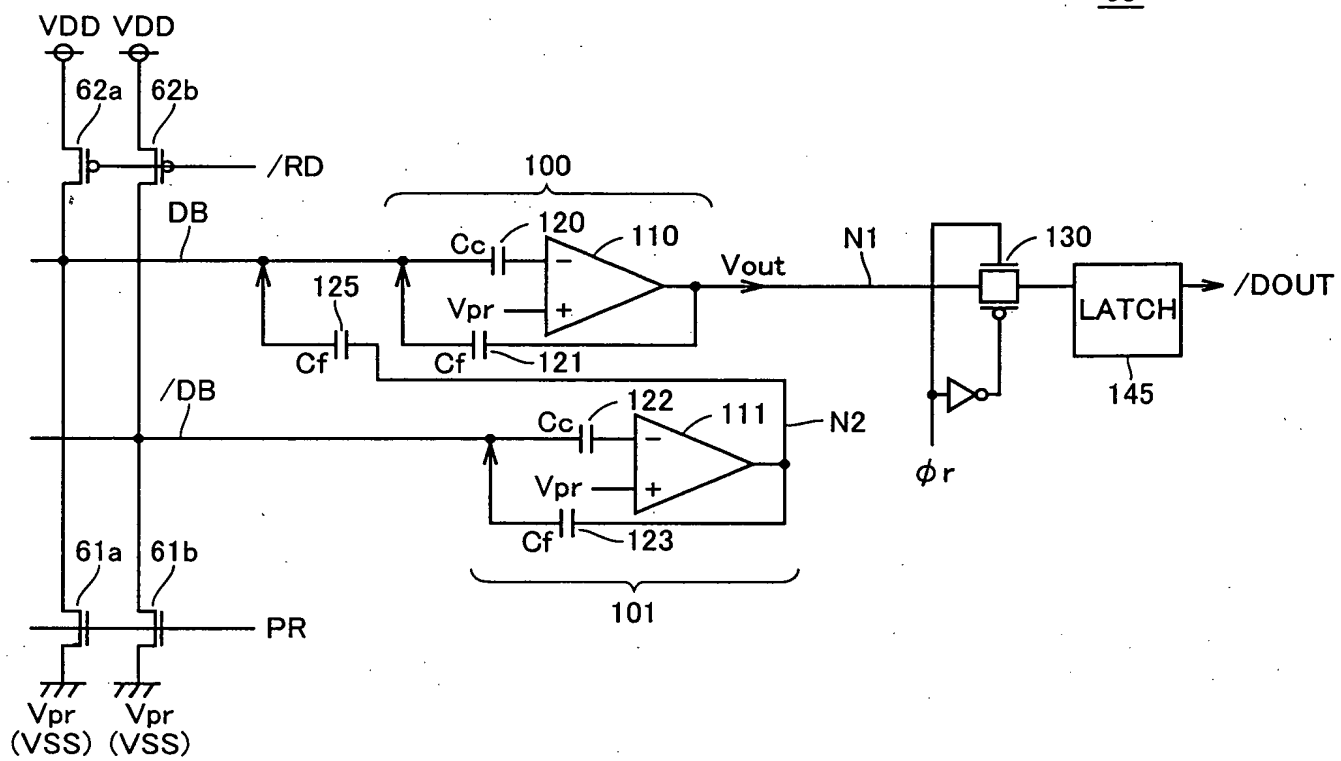 VDD VDD
62a 62b
/RD
100
DB
120
Cc
110
N1
130
Vout
125
Vpr
− +
LATCH
/DOUT
Cf
Cf
121
145
/DB
122
Cc
111
N2
Vpr
− +
φr
Cf
123
61a 61b
101
PR
Vpr Vpr
(VSS) (VSS)